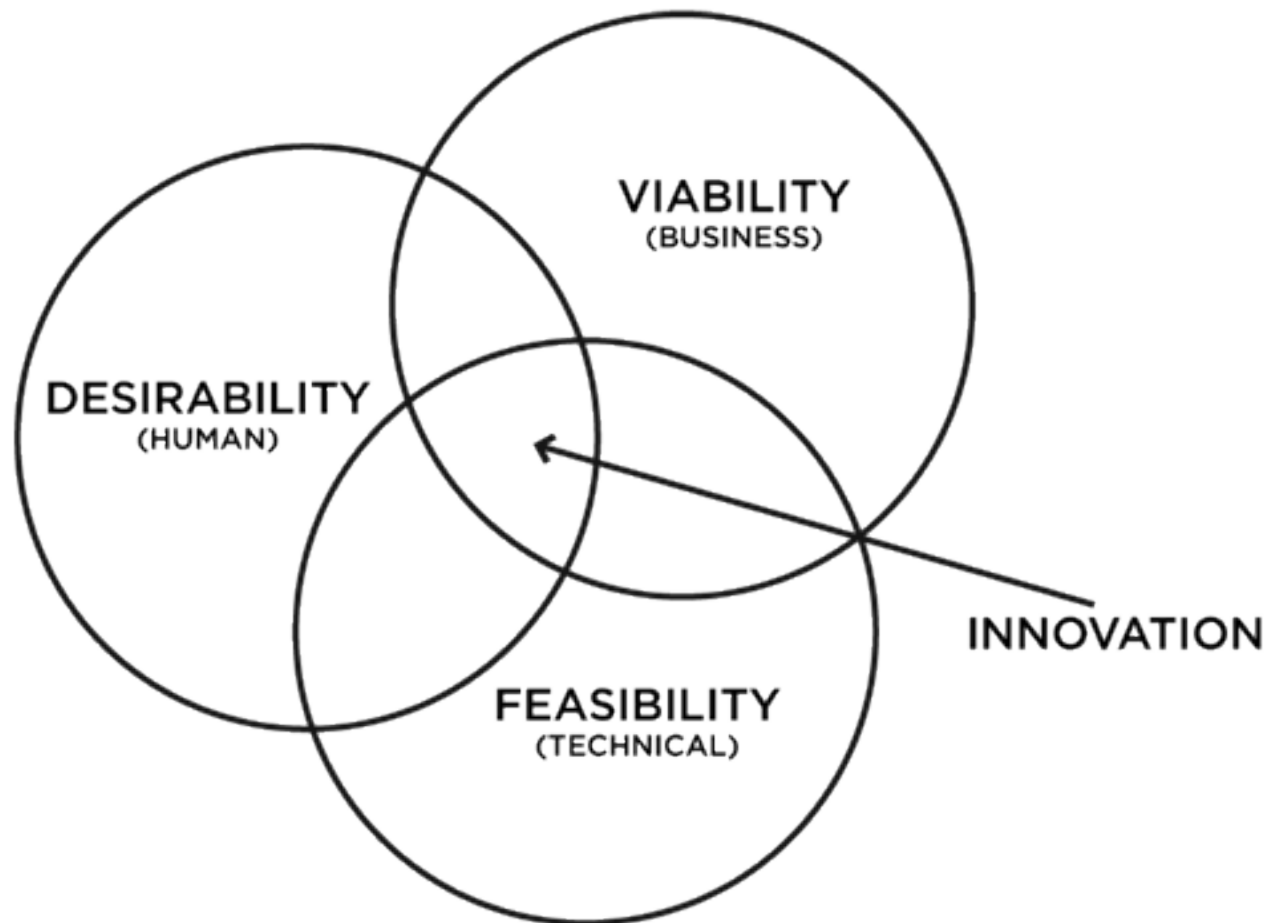 VIABILITY
(BUSINESS)
DESIRABILITY
(HUMAN)
INNOVATION
FEASIBILITY
(TECHNICAL)